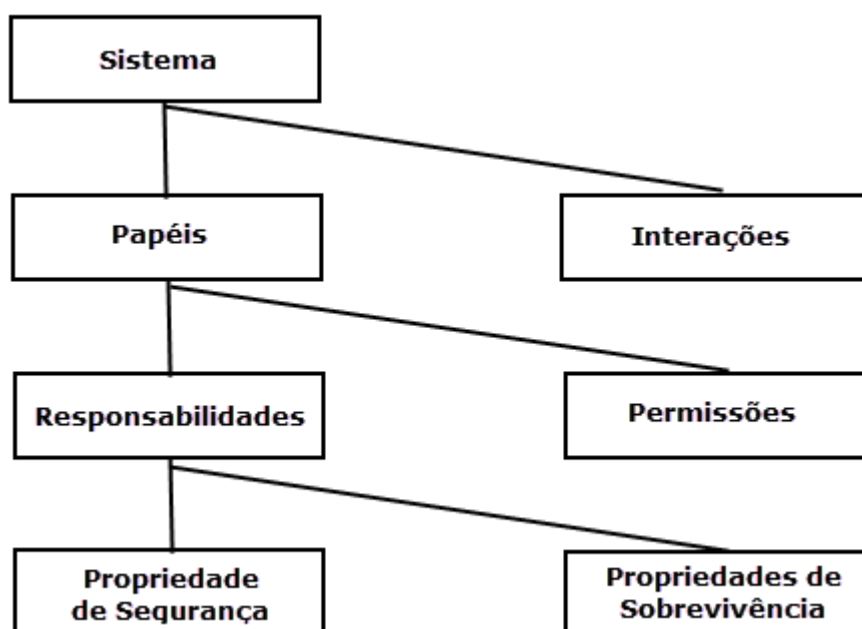 Sistema
Papéis
Interações
Responsabilidades
Permissões
Propriedade
de Segurança
Propriedades de
Sobrevivência